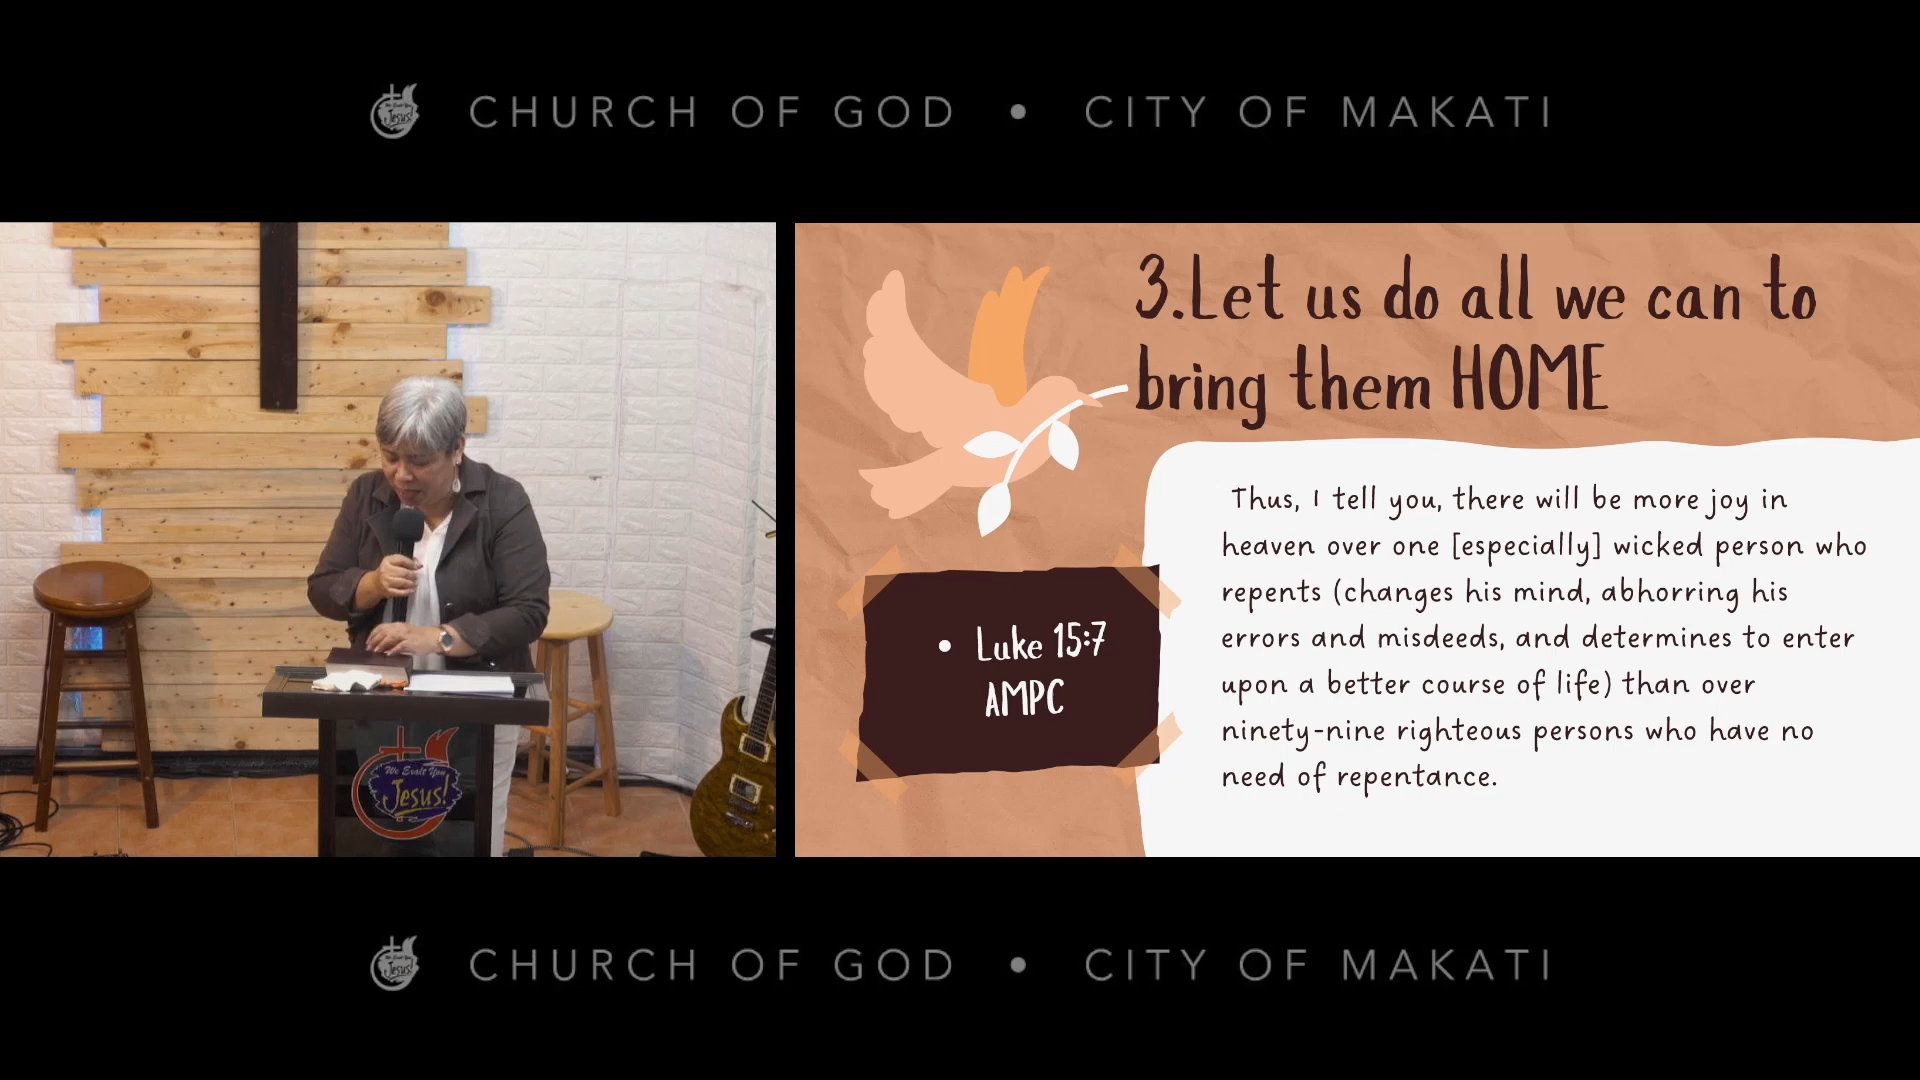 CHURCH OF GOD • CITY OF MAKATI
3.Let us do all we can to
bring them HOME
Thus, I tell you, there will be more joy in
heaven over one [especially] wicked person who
repents (changes his mind, abhorring his
errors and misdeeds, and determines to enter
upon a better course of life) than over
ninety-nine righteous persons who have no
need of repentance.
• Luke 15:7
AMPC
We Exalt You
Jesus!
CHURCH OF GOD • CITY OF MAKATI